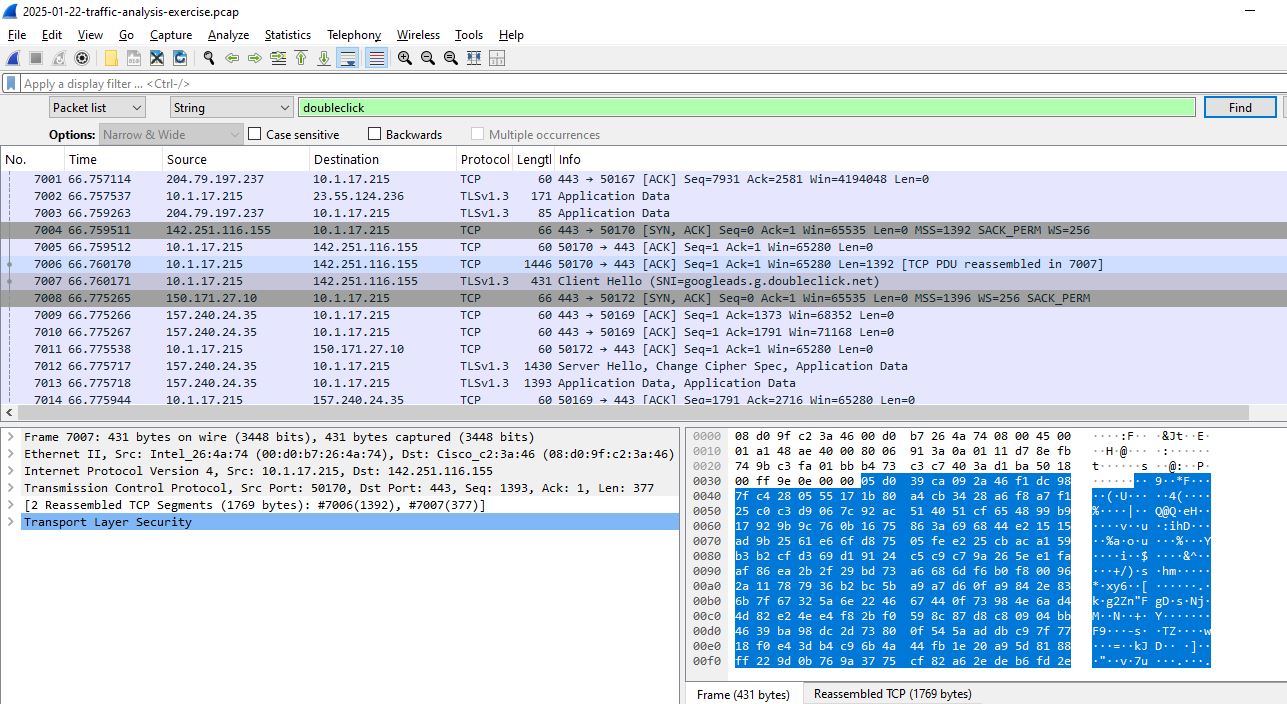 2025-01-22-traffic-analysis-exercise.pcap
File Edit View Go Capture Analyze Statistics Telephony Wireless Tools Help
Apply a display filter ... <Ctrl-/>
Packet list String doubleclick Find
Options: Narrow & Wide Case sensitive Backwards Multiple occurrences
No. Time Source Destination Protocol Lengtl Info
7001 66.757114 204.79.197.237 10.1.17.215 TCP 60 443 → 50167 [ACK] Seq=7931 Ack=2581 Win=4194048 Len=0
7002 66.757537 10.1.17.215 23.55.124.236 TLSv1.3 171 Application Data
7003 66.759263 204.79.197.237 10.1.17.215 TLSv1.3 85 Application Data
7004 66.759511 142.251.116.155 10.1.17.215 TCP 66 443 → 50170 [SYN, ACK] Seq=0 Ack=1 Win=65535 Len=0 MSS=1392 SACK_PERM WS=256
7005 66.759512 10.1.17.215 142.251.116.155 TCP 60 50170 → 443 [ACK] Seq=1 Ack=1 Win=65280 Len=0
7006 66.760170 10.1.17.215 142.251.116.155 TCP 1446 50170 → 443 [ACK] Seq=1 Ack=1 Win=65280 Len=1392 [TCP PDU reassembled in 7007]
7007 66.760171 10.1.17.215 142.251.116.155 TLSv1.3 431 Client Hello (SNI=googleads.g.doubleclick.net)
7008 66.775265 150.171.27.10 10.1.17.215 TCP 66 443 → 50172 [SYN, ACK] Seq=0 Ack=1 Win=65535 Len=0 MSS=1396 WS=256 SACK_PERM
7009 66.775266 157.240.24.35 10.1.17.215 TCP 60 443 → 50169 [ACK] Seq=1 Ack=1373 Win=68352 Len=0
7010 66.775267 157.240.24.35 10.1.17.215 TCP 60 443 → 50169 [ACK] Seq=1 Ack=1791 Win=71168 Len=0
7011 66.775538 10.1.17.215 150.171.27.10 TCP 60 50172 → 443 [ACK] Seq=1 Ack=1 Win=65280 Len=0
7012 66.775717 157.240.24.35 10.1.17.215 TLSv1.3 1430 Server Hello, Change Cipher Spec, Application Data
7013 66.775718 157.240.24.35 10.1.17.215 TLSv1.3 1393 Application Data, Application Data
7014 66.775944 10.1.17.215 157.240.24.35 TCP 60 50169 → 443 [ACK] Seq=1791 Ack=2716 Win=65280 Len=0
Frame 7007: 431 bytes on wire (3448 bits), 431 bytes captured (3448 bits)
Ethernet II, Src: Intel_26:4a:74 (00:d0:b7:26:4a:74), Dst: Cisco_c2:3a:46 (08:d0:9f:c2:3a:46)
Internet Protocol Version 4, Src: 10.1.17.215, Dst: 142.251.116.155
Transmission Control Protocol, Src Port: 50170, Dst Port: 443, Seq: 1393, Ack: 1, Len: 377
[2 Reassembled TCP Segments (1769 bytes): #7006(1392), #7007(377)]
Transport Layer Security
0000 08 d0 9f c2 3a 46 00 d0 b7 26 4a 74 08 00 45 00 ····:F·· ·&Jt··E·
0010 01 a1 48 ae 40 00 80 06 91 3a 0a 01 11 d7 8e fb ··H·@··· ·:······
0020 74 9b c3 fa 01 bb b4 73 c3 c7 40 3d d1 ba 50 18 t······s ··@=··P·
0030 00 ff 9e 0e 00 00 05 d0 39 ca 09 2a 46 f1 dc 98 ········ 9··*F···
0040 7f c4 28 05 55 17 1b 80 a4 cb 34 28 a6 f8 a7 f1 ··(·U··· ··4(····
0050 25 c0 c3 d9 06 7c 92 ac 51 40 51 cf 65 48 99 b9 %····|·· Q@Q·eH··
0060 17 92 9b 9c 76 0b 16 75 86 3a 69 68 44 e2 15 15 ····v··u ·:ihD···
0070 ad 9b 25 61 e6 6f d8 75 05 fe e2 25 cb ac a1 59 ··%a·o·u ···%···Y
0080 b3 b2 cf d3 69 d1 91 24 c5 c9 c7 9a 26 5e e1 fa ····i··$ ····&^··
0090 af 86 ea 2b 2f 29 bd 73 a6 68 6d f6 b0 f8 00 96 ···+/)·s ·hm·····
00a0 2a 11 78 79 36 b2 bc 5b a9 a7 d6 0f a9 84 2e 83 *·xy6··[ ······.·
00b0 6b 7f 67 32 5a 6e 22 46 67 44 0f 73 98 4e 6a d4 k·g2Zn"F gD·s·Nj·
00c0 4d 82 e2 4e e4 f8 2b f0 59 8c 87 d8 c8 09 04 bb M··N··+· Y·······
00d0 46 39 ba 98 dc 2d 73 80 0f 54 5a ad db c9 7f 77 F9···-s· ·TZ····w
00e0 18 f0 e4 3d b4 c9 6b 4a 44 fb 1e 20 a9 5d 81 88 ···=··kJ D·· ·]··
00f0 ff 22 9d 0b 76 9a 37 75 cf 82 a6 2e de b6 fd 2e ·"··v·7u ···.···.
Frame (431 bytes) Reassembled TCP (1769 bytes)